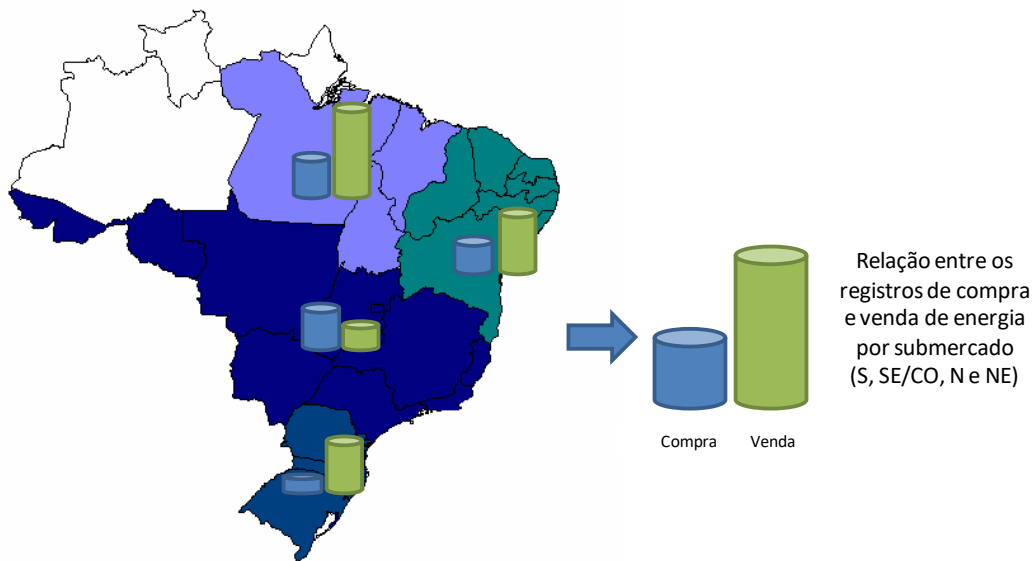 Relação entre os
registros de compra
e venda de energia
por submercado
(S, SE/CO, N e NE)
Compra
Venda